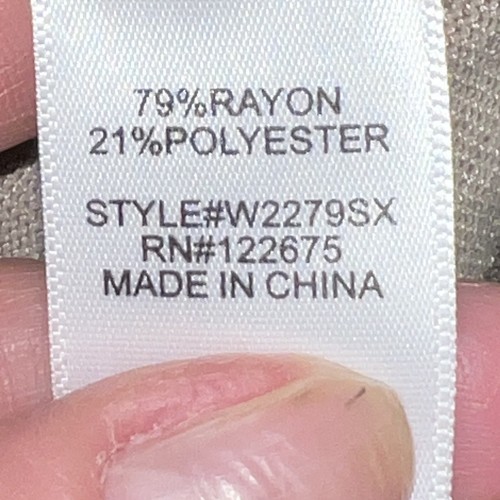 79%RAYON
21%POLYESTER
STYLE#W2279SX
RN#122675
MADE IN CHINA